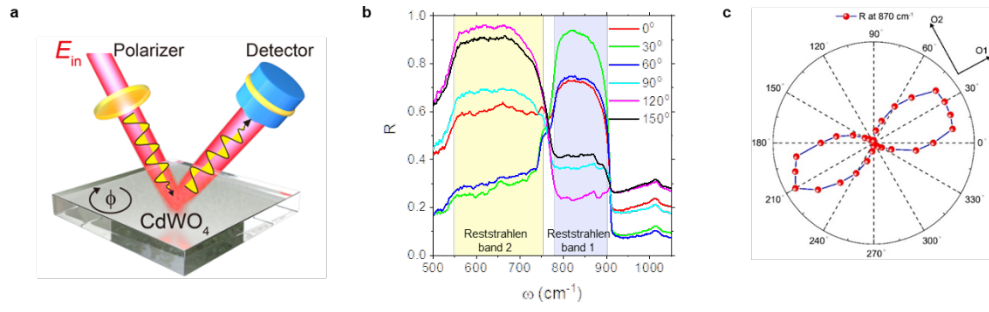 a
E in
Polarizer
Detector
ϕ
CdWO4
b
R
1.0
0.8
0.6
0.4
0.2
0.0
0°
30°
60°
90°
120°
150°
Reststrahlen
band 2
Reststrahlen
band 1
500 600 700 800 900 1000
ω (cm-1)
c
R at 870 cm-1
O2
O1
90°
60°
30°
0°
330°
300°
270°
240°
210°
180°
150°
120°